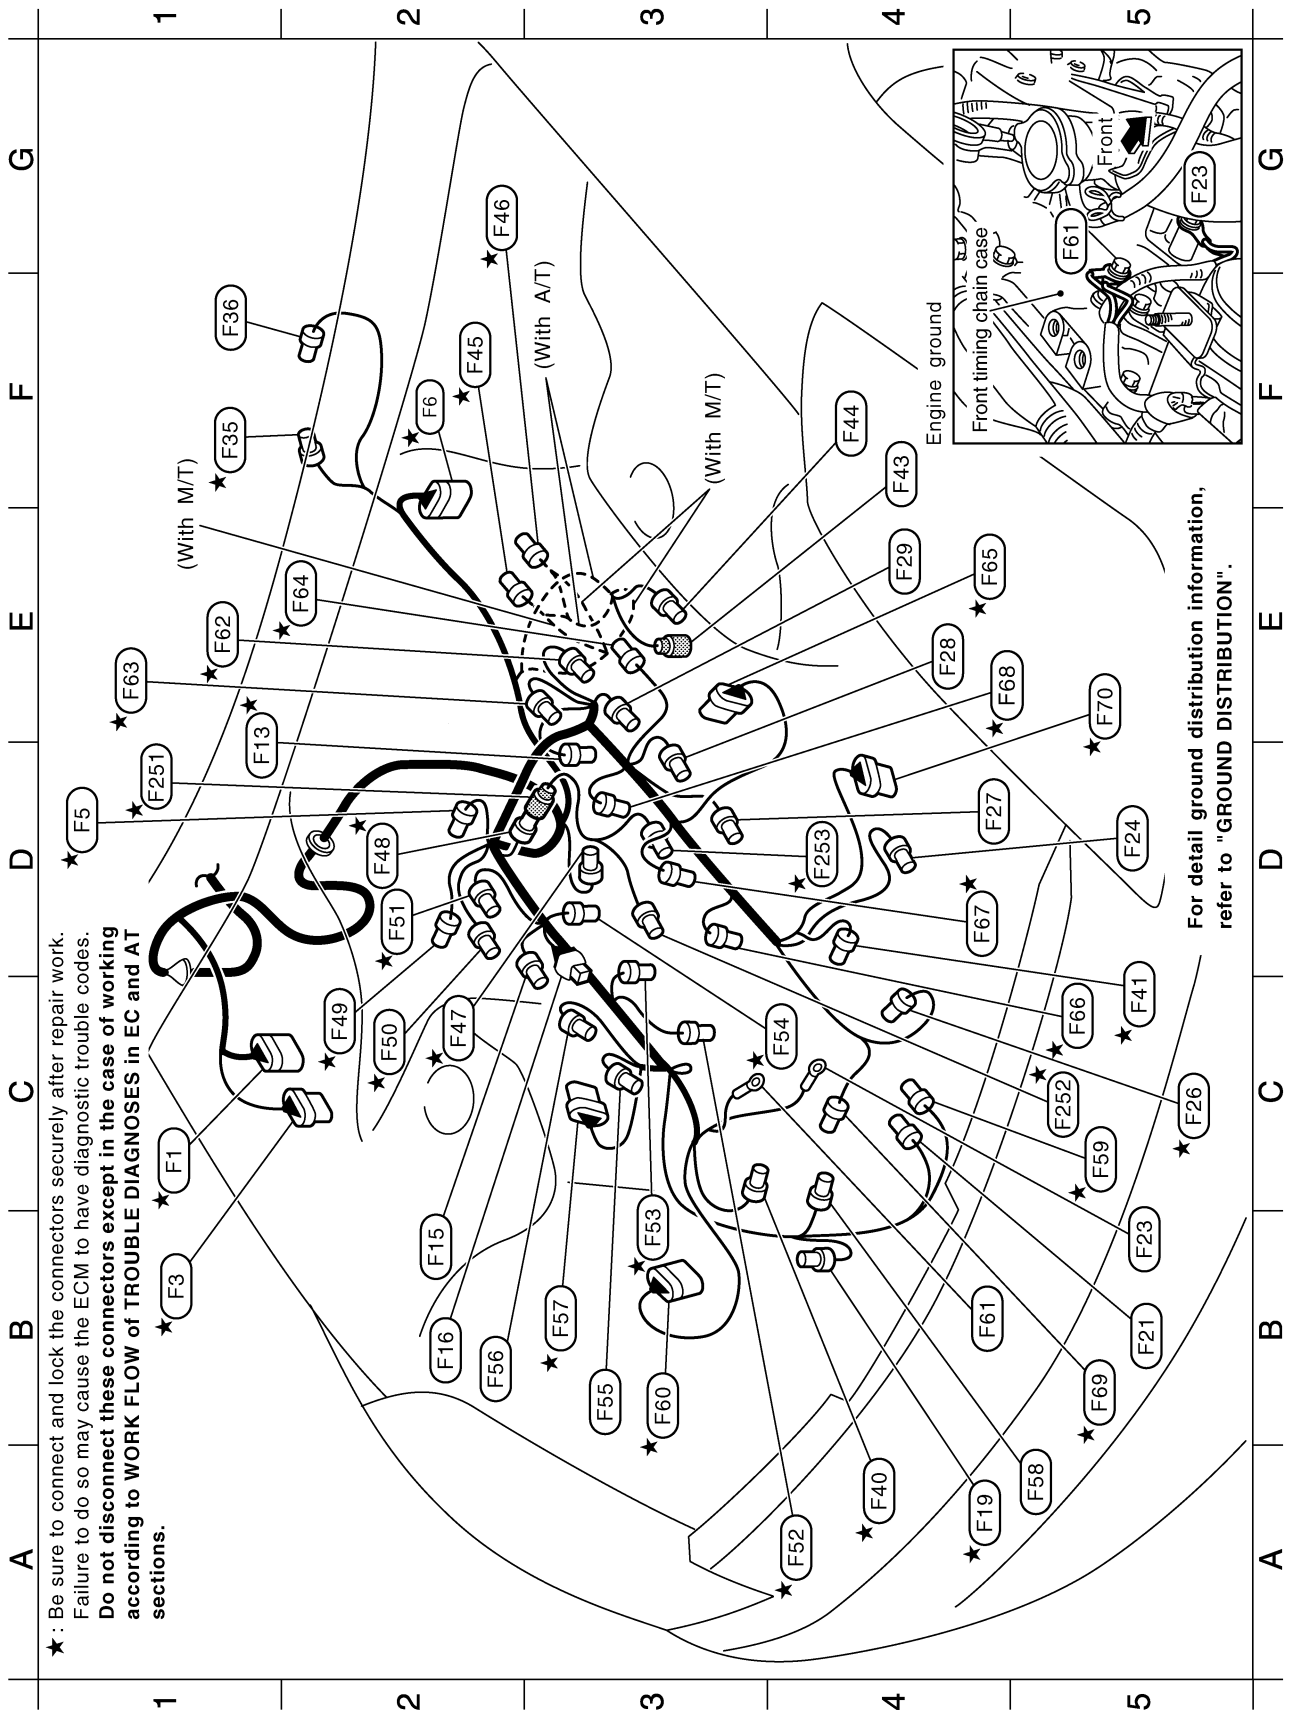 ★: Be sure to connect and lock the connectors securely after repair work.
Failure to do so may cause the ECM to have diagnostic trouble codes.
Do not disconnect these connectors except in the case of working
according to WORK FLOW of TROUBLE DIAGNOSES in EC and AT
sections.
A
B
C
D
E
F
G
1
2
3
4
5
1
2
3
4
5
A
B
C
D
E
F
G
★ F3
★ F1
★ F5
★ F251
★ F13
★ F63
★ F62
★ F64
(With M/T)
★ F35
F36
★ F6
★ F45
★ F46
(With A/T)
(With M/T)
F44
F43
F29
★ F65
F28
★ F68
★ F70
F27
F24
★ F253
★ F67
★ F48
★ F51
★ F49
★ F50
★ F47
★ F54
★ F41
★ F66
★ F252
★ F26
★ F59
F23
F21
F61
★ F69
F58
★ F19
★ F40
★ F52
★ F60
F55
★ F53
★ F57
F56
F16
F15
Engine ground
Front timing chain case
F61
F23
Front
For detail ground distribution information,
refer to "GROUND DISTRIBUTION".